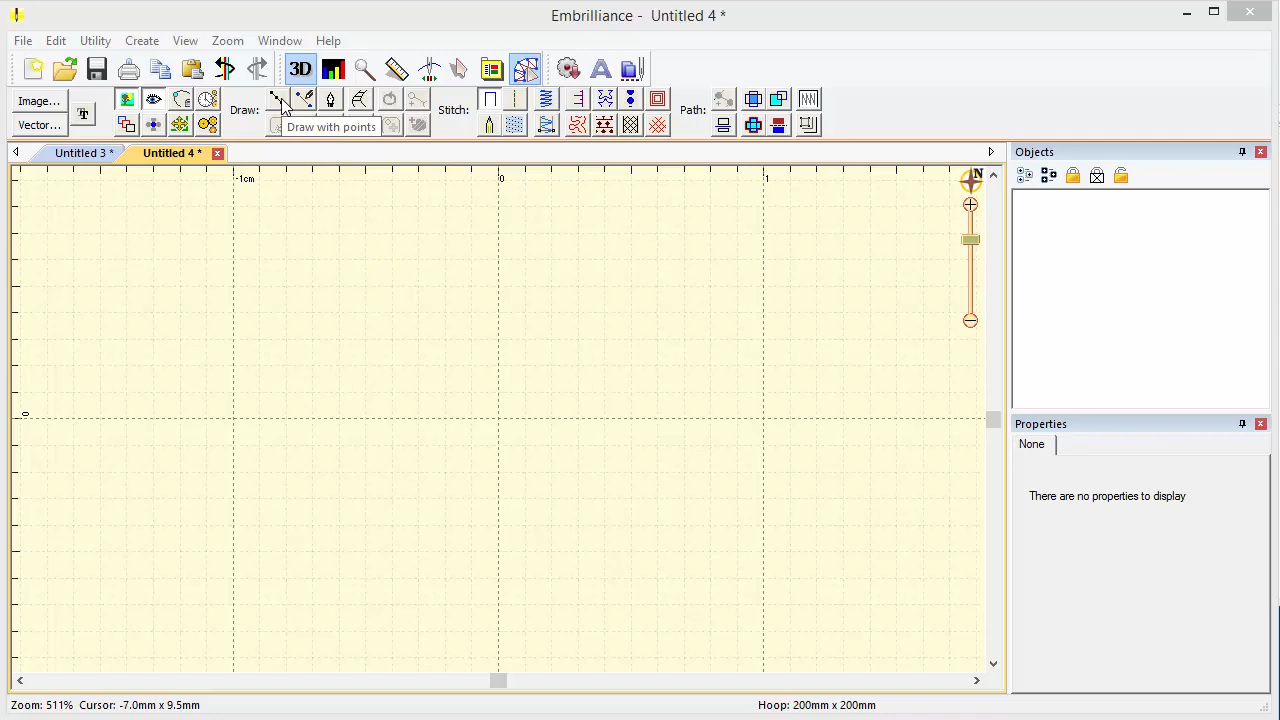 Embrilliance - Untitled 4 *
File Edit Utility Create View Zoom Window Help
3D A
Image...
Vector...
T
Draw:
Stitch:
Path:
Draw with points
Untitled 3 *
Untitled 4 *
Objects
-1cm
0
1
N
0
Properties
None
There are no properties to display
Zoom: 511% Cursor: -7.0mm x 9.5mm
Hoop: 200mm x 200mm